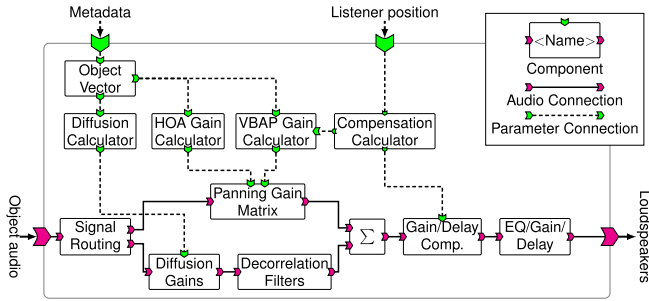 Metadata
Listener position
<Name>
Component
Audio Connection
Parameter Connection
Object
Vector
Diffusion
Calculator
HOA Gain
Calculator
VBAP Gain
Calculator
Compensation
Calculator
Panning Gain
Matrix
Object audio
Signal
Routing
Σ
Gain/Delay
Comp.
EQ/Gain/
Delay
Loudspeakers
Diffusion
Gains
Decorrelation
Filters